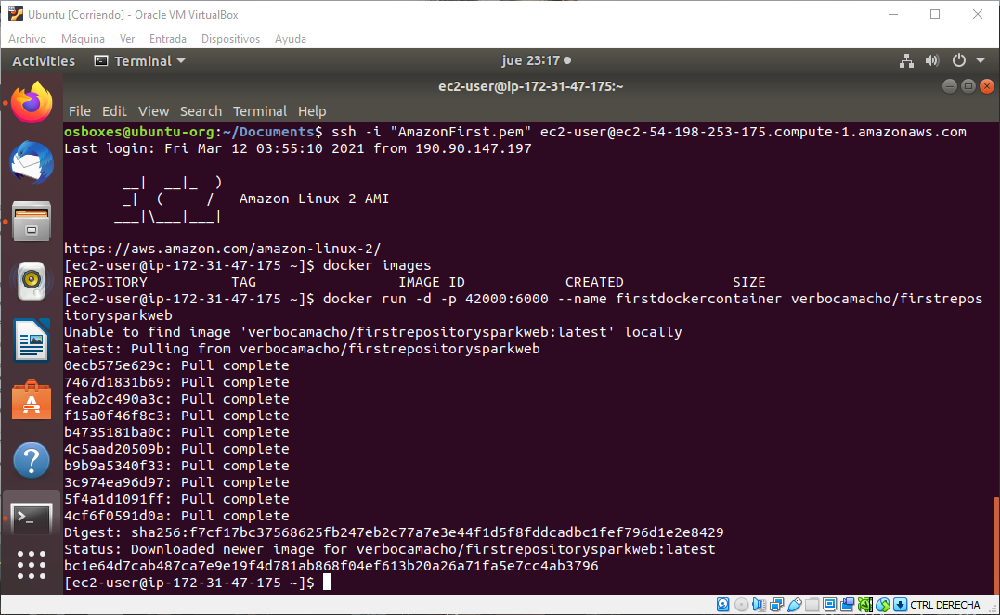 Ubuntu [Corriendo] - Oracle VM VirtualBox
Archivo Máquina Ver Entrada Dispositivos Ayuda
Activities Terminal jue 23:17
ec2-user@ip-172-31-47-175:~
File Edit View Search Terminal Help
osboxes@ubuntu-org:~/Documents$ ssh -i "AmazonFirst.pem" ec2-user@ec2-54-198-253-175.compute-1.amazonaws.com
Last login: Fri Mar 12 03:55:10 2021 from 190.90.147.197
__|  __|_  )
_|  (     /   Amazon Linux 2 AMI
___|\___|___|
https://aws.amazon.com/amazon-linux-2/
[ec2-user@ip-172-31-47-175 ~]$ docker images
REPOSITORY          TAG                 IMAGE ID            CREATED             SIZE
[ec2-user@ip-172-31-47-175 ~]$ docker run -d -p 42000:6000 --name firstdockercontainer verbocamacho/firstrepos
itorysparkweb
Unable to find image 'verbocamacho/firstrepositorysparkweb:latest' locally
latest: Pulling from verbocamacho/firstrepositorysparkweb
0ecb575e629c: Pull complete
7467d1831b69: Pull complete
feab2c490a3c: Pull complete
f15a0f46f8c3: Pull complete
b4735181ba0c: Pull complete
4c5aad20509b: Pull complete
b9b9a5340f33: Pull complete
3c974ea96d97: Pull complete
5f4a1d1091ff: Pull complete
4cf6f0591d0a: Pull complete
Digest: sha256:f7cf17bc37568625fb247eb2c77a7e3e44f1d5f8fddcadbc1fef796d1e2e8429
Status: Downloaded newer image for verbocamacho/firstrepositorysparkweb:latest
bc1e64d7cab487ca7e9e19f4d781ab868f04ef613b20a26a71fa5e7cc4ab3796
[ec2-user@ip-172-31-47-175 ~]$
CTRL DERECHA